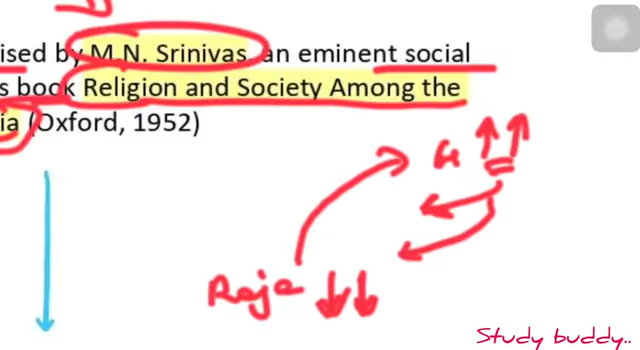 ised by M.N. Srinivas, an eminent social
s book Religion and Society Among the
ia (Oxford, 1952)
G
Raja
Study buddy..